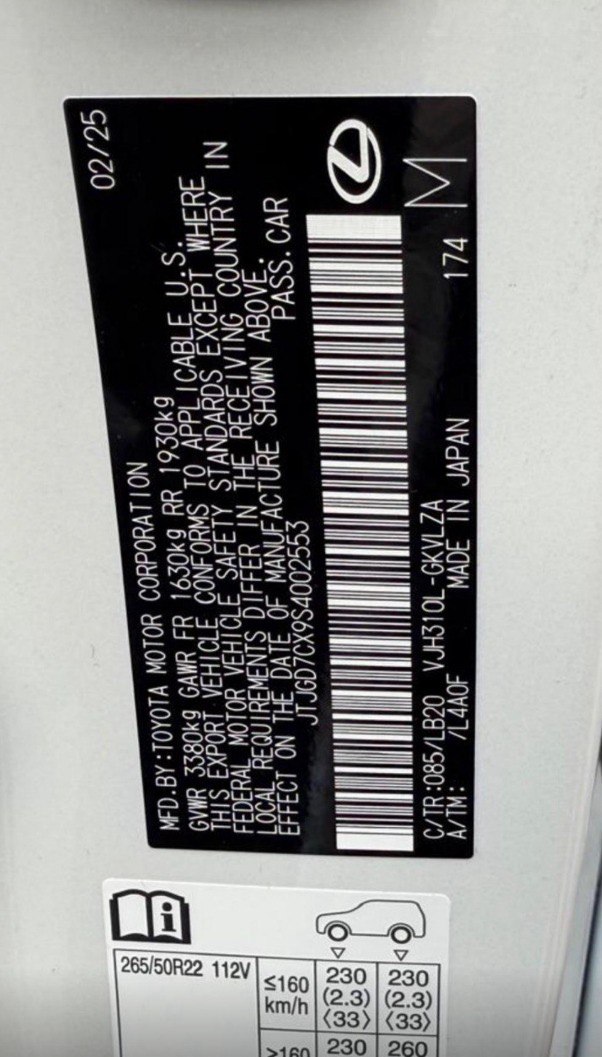 02/25
MFD.BY:TOYOTA MOTOR CORPORATION
GVWR 3380kg GAWR FR 1630kg RR 1930kg
THIS EXPORT VEHICLE CONFORMS TO APPLICABLE U.S.
FEDERAL MOTOR VEHICLE SAFETY STANDARDS EXCEPT WHERE
LOCAL REQUIREMENTS DIFFER IN THE RECEIVING COUNTRY IN
EFFECT ON THE DATE OF MANUFACTURE SHOWN ABOVE.
JTJGD7CX9S4002553 PASS.CAR
C/TR:085/LB20 VJH310L-GKVLZA M
A/TM: /L4A0F MADE IN JAPAN 174
265/50R22 112V
≤160 km/h
230 (2.3) ⟨33⟩
230 (2.3) ⟨33⟩
>160 230 260